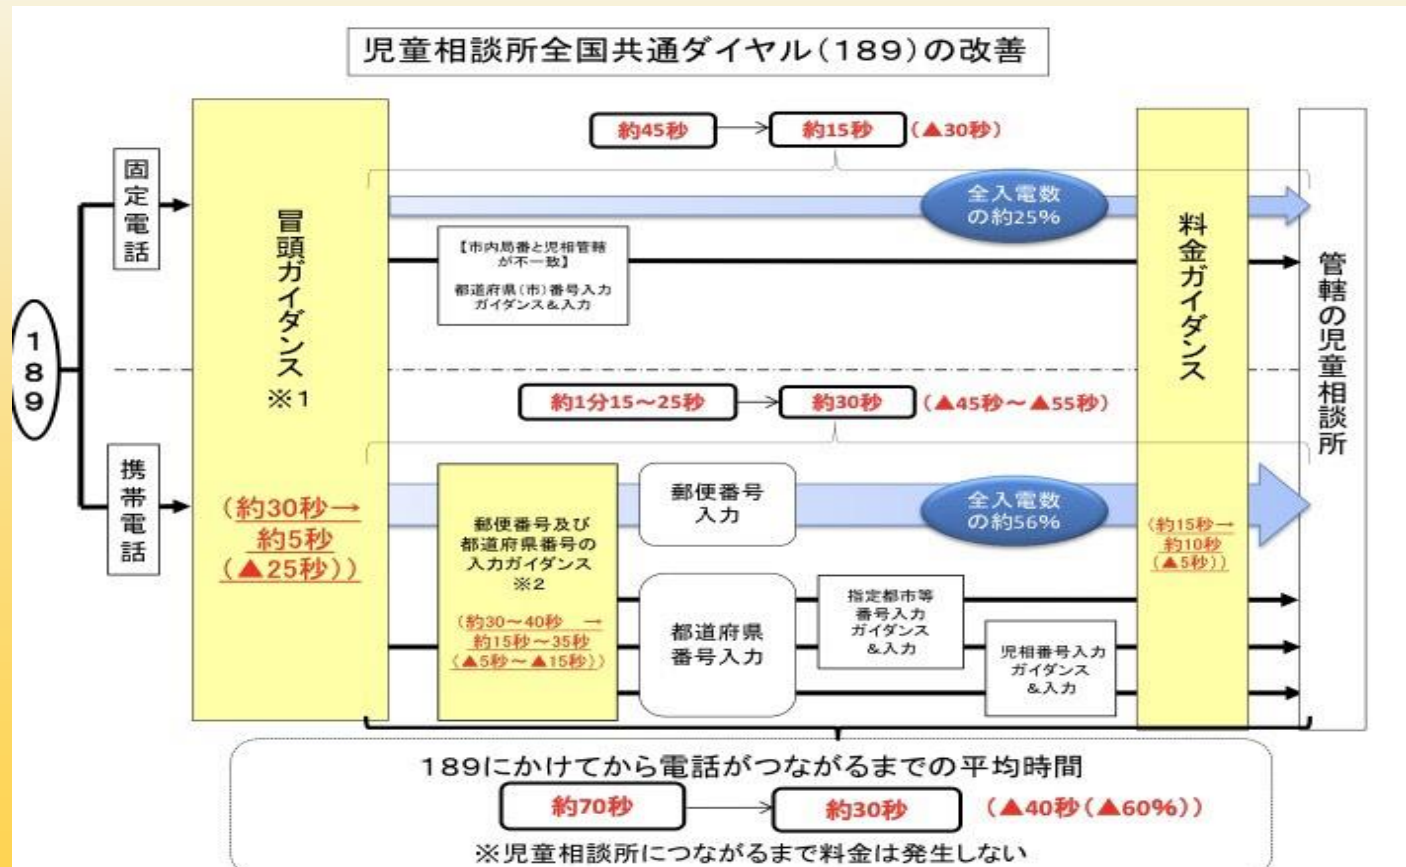 児童相談所全国共通ダイヤル(189)の改善
約45秒
約15秒
(▲30秒)
固定電話
冒頭ガイダンス
※1
全入電数
の約25%
料金ガイダンス
管轄の児童相談所
【市内局番と児相管轄
が不一致】
都道府県(市)番号入力
ガイダンス&入力
189
約1分15~25秒
約30秒
(▲45秒~▲55秒)
携帯電話
(約30秒→
約5秒
(▲25秒))
郵便番号及び
都道府県番号の
入力ガイダンス
※2
(約30~40秒 →
約15秒~35秒
(▲5秒~▲15秒))
郵便番号
入力
全入電数
の約56%
(約15秒→
約10秒
(▲5秒))
都道府県
番号入力
指定都市等
番号入力
ガイダンス
&入力
児相番号入力
ガイダンス
&入力
189にかけてから電話がつながるまでの平均時間
約70秒
約30秒
(▲40秒(▲60%))
※児童相談所につながるまで料金は発生しない